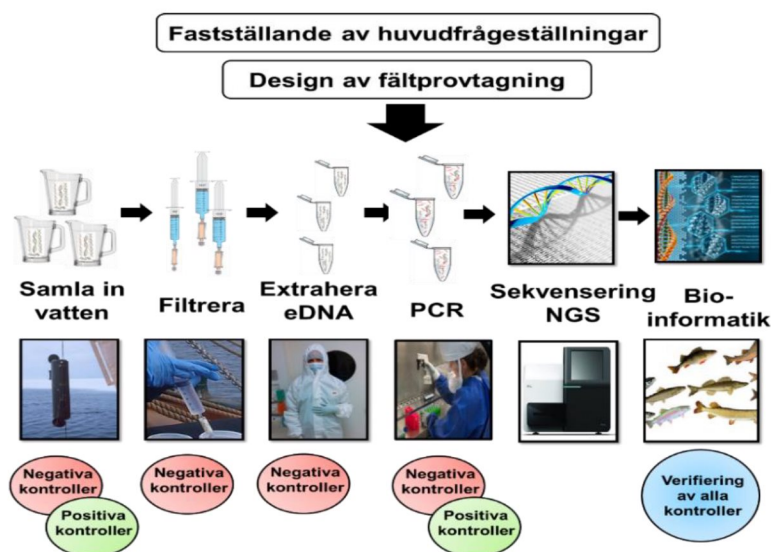 Fastställande av huvudfrågeställningar
Design av fältprovtagning
Samla in
vatten
Filtrera
Extrahera
eDNA
PCR
Sekvensering
NGS
Bio-
informatik
Negativa
kontroller
Positiva
kontroller
Negativa
kontroller
Negativa
kontroller
Negativa
kontroller
Positiva
kontroller
Verifiering
av alla
kontroller